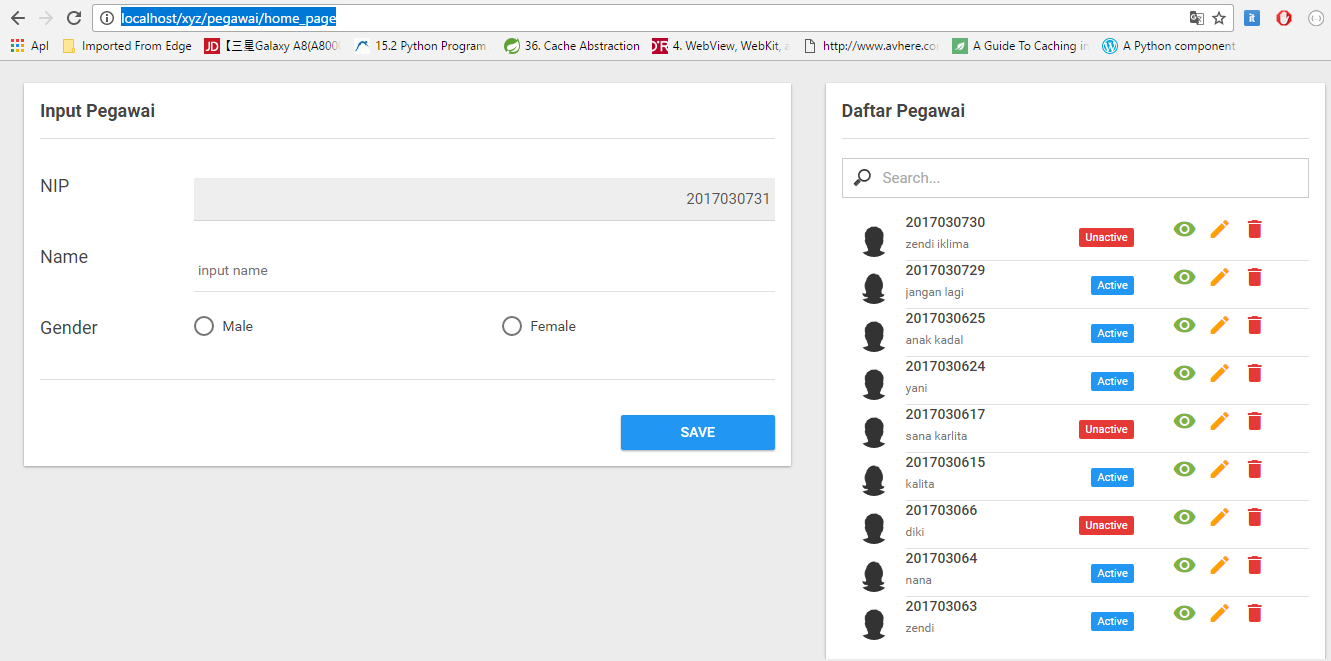 localhost/xyz/pegawai/home_page
Apl
Imported From Edge
JD 【三星Galaxy A8(A800
15.2 Python Program
36. Cache Abstraction
4. WebView, WebKit, a
http://www.avhere.co
A Guide To Caching in
A Python component
Input Pegawai
NIP
2017030731
Name
input name
Gender
Male
Female
SAVE
Daftar Pegawai
Search...
2017030730
zendi iklima
Unactive
2017030729
jangan lagi
Active
2017030625
anak kadal
Active
2017030624
yani
Active
2017030617
sana karlita
Unactive
2017030615
kalita
Active
201703066
diki
Unactive
201703064
nana
Active
201703063
zendi
Active